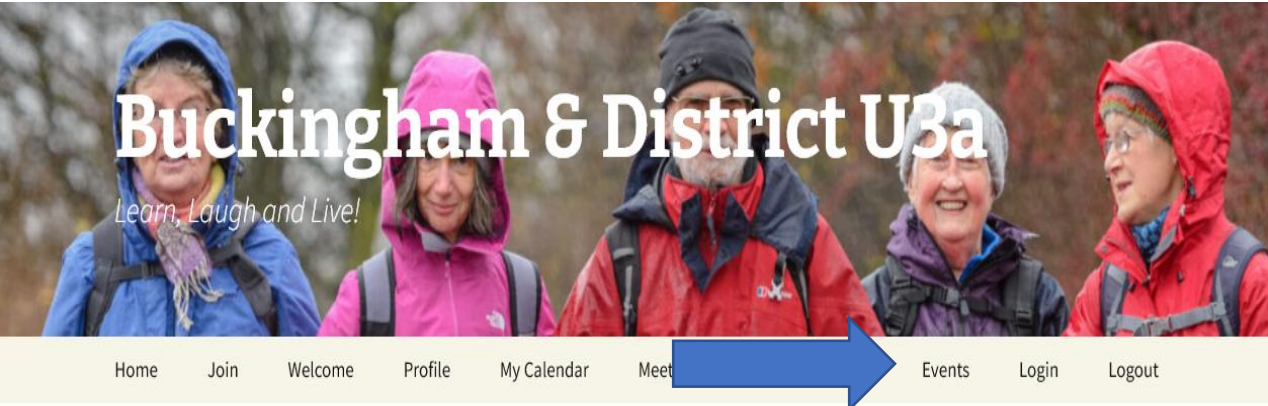 Buckingham & District U3a
Learn, Laugh and Live!
Home Join Welcome Profile My Calendar Meet Events Login Logout